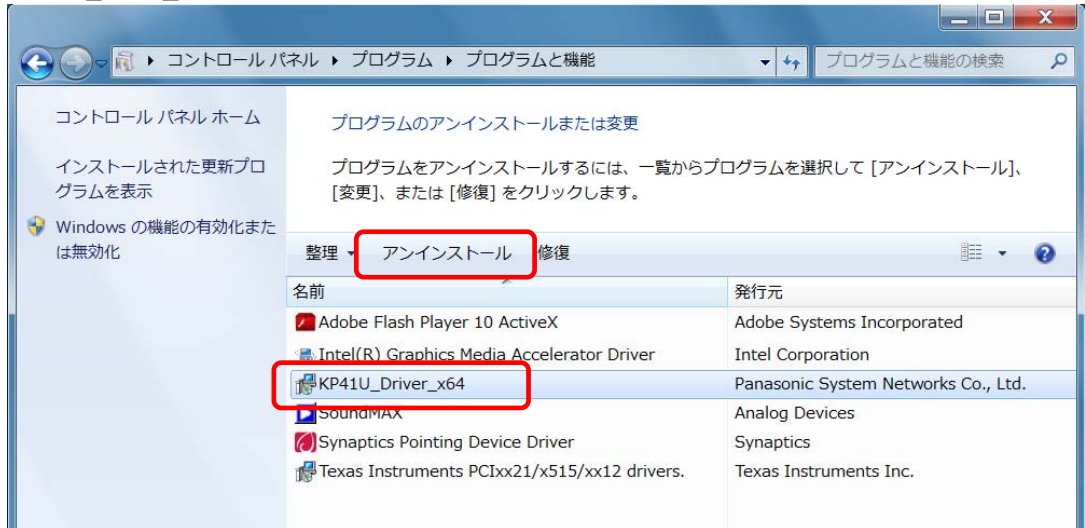 コントロール パネル ▸ プログラム ▸ プログラムと機能
プログラムと機能の検索
コントロール パネル ホーム
インストールされた更新プロ
グラムを表示
Windows の機能の有効化また
は無効化
プログラムのアンインストールまたは変更
プログラムをアンインストールするには、一覧からプログラムを選択して [アンインストール]、
[変更]、または [修復] をクリックします。
整理 アンインストール 修復
名前 発行元
Adobe Flash Player 10 ActiveX Adobe Systems Incorporated
Intel(R) Graphics Media Accelerator Driver Intel Corporation
KP41U_Driver_x64 Panasonic System Networks Co., Ltd.
SoundMAX Analog Devices
Synaptics Pointing Device Driver Synaptics
Texas Instruments PCIxx21/x515/xx12 drivers. Texas Instruments Inc.